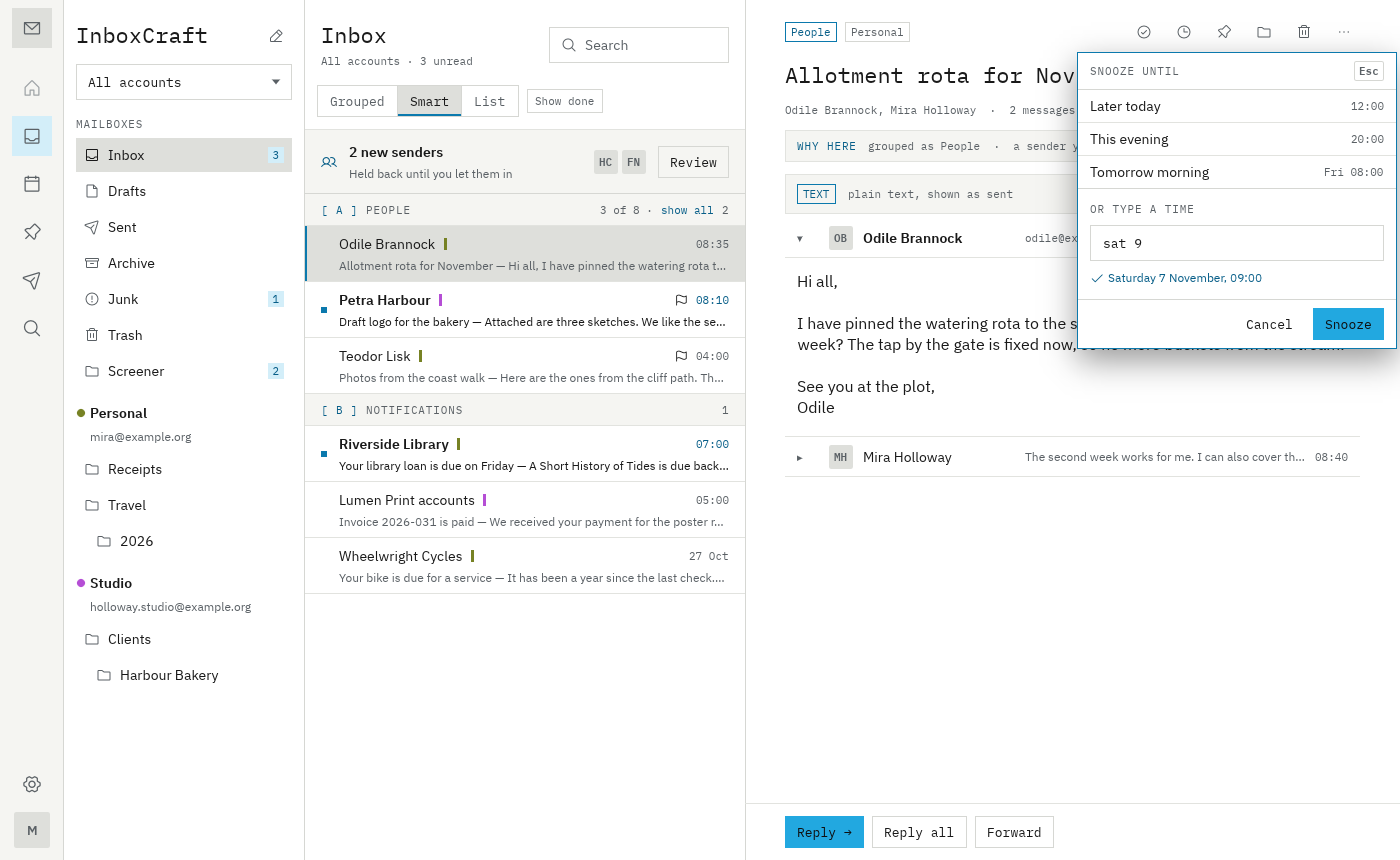 InboxCraft
All accounts
MAILBOXES
Inbox 3
Drafts
Sent
Archive
Junk 1
Trash
Screener 2
Personal
mira@example.org
Receipts
Travel
2026
Studio
holloway.studio@example.org
Clients
Harbour Bakery
M
Inbox
All accounts · 3 unread
Search
Grouped Smart List Show done
2 new senders
Held back until you let them in
HC FN Review
[ A ] PEOPLE 3 of 8 · show all 2
Odile Brannock 08:35
Allotment rota for November — Hi all, I have pinned the watering rota t…
Petra Harbour 08:10
Draft logo for the bakery — Attached are three sketches. We like the se…
Teodor Lisk 04:00
Photos from the coast walk — Here are the ones from the cliff path. Th…
[ B ] NOTIFICATIONS 1
Riverside Library 07:00
Your library loan is due on Friday — A Short History of Tides is due back…
Lumen Print accounts 05:00
Invoice 2026-031 is paid — We received your payment for the poster r…
Wheelwright Cycles 27 Oct
Your bike is due for a service — It has been a year since the last check.…
People Personal
Allotment rota for Nov
Odile Brannock, Mira Holloway · 2 messages
WHY HERE grouped as People · a sender y
TEXT plain text, shown as sent
OB Odile Brannock odile@ex
Hi all,
I have pinned the watering rota to the s
week? The tap by the gate is fixed now,
See you at the plot,
Odile
MH Mira Holloway The second week works for me. I can also cover th… 08:40
Reply → Reply all Forward
SNOOZE UNTIL Esc
Later today 12:00
This evening 20:00
Tomorrow morning Fri 08:00
OR TYPE A TIME
sat 9
Saturday 7 November, 09:00
Cancel Snooze